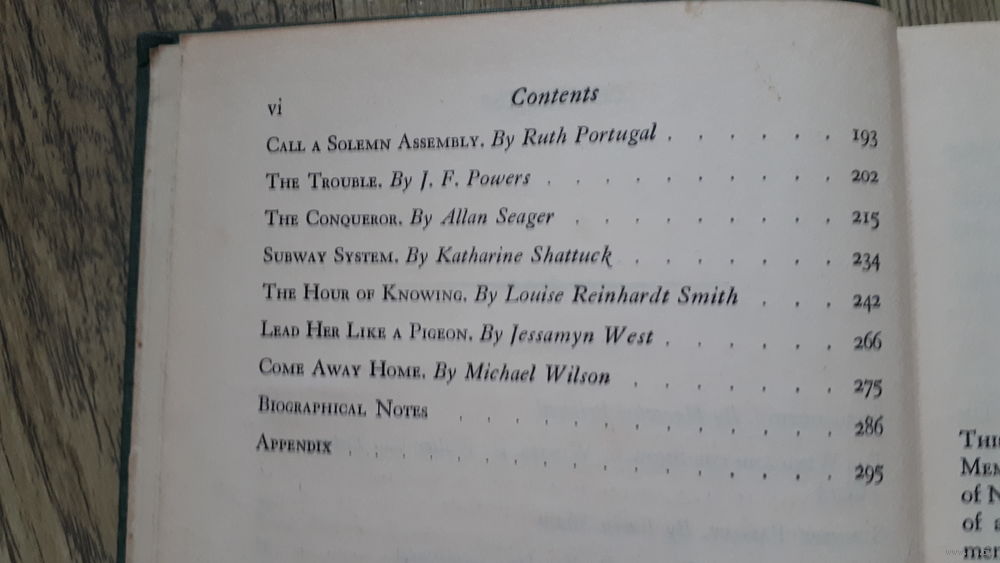 vi Contents
CALL A SOLEMN ASSEMBLY. By Ruth Portugal . . . . . . 193
THE TROUBLE. By J. F. Powers . . . . . . . . . . 202
THE CONQUEROR. By Allan Seager . . . . . . . . 215
SUBWAY SYSTEM. By Katharine Shattuck . . . . . . . 234
THE HOUR OF KNOWING. By Louise Reinhardt Smith . . . 242
LEAD HER LIKE A PIGEON. By Jessamyn West . . . . . . 266
COME AWAY HOME. By Michael Wilson . . . . . . . 275
BIOGRAPHICAL NOTES . . . . . . . . . . . . 286
APPENDIX . . . . . . . . . . . . . . 295
of
of